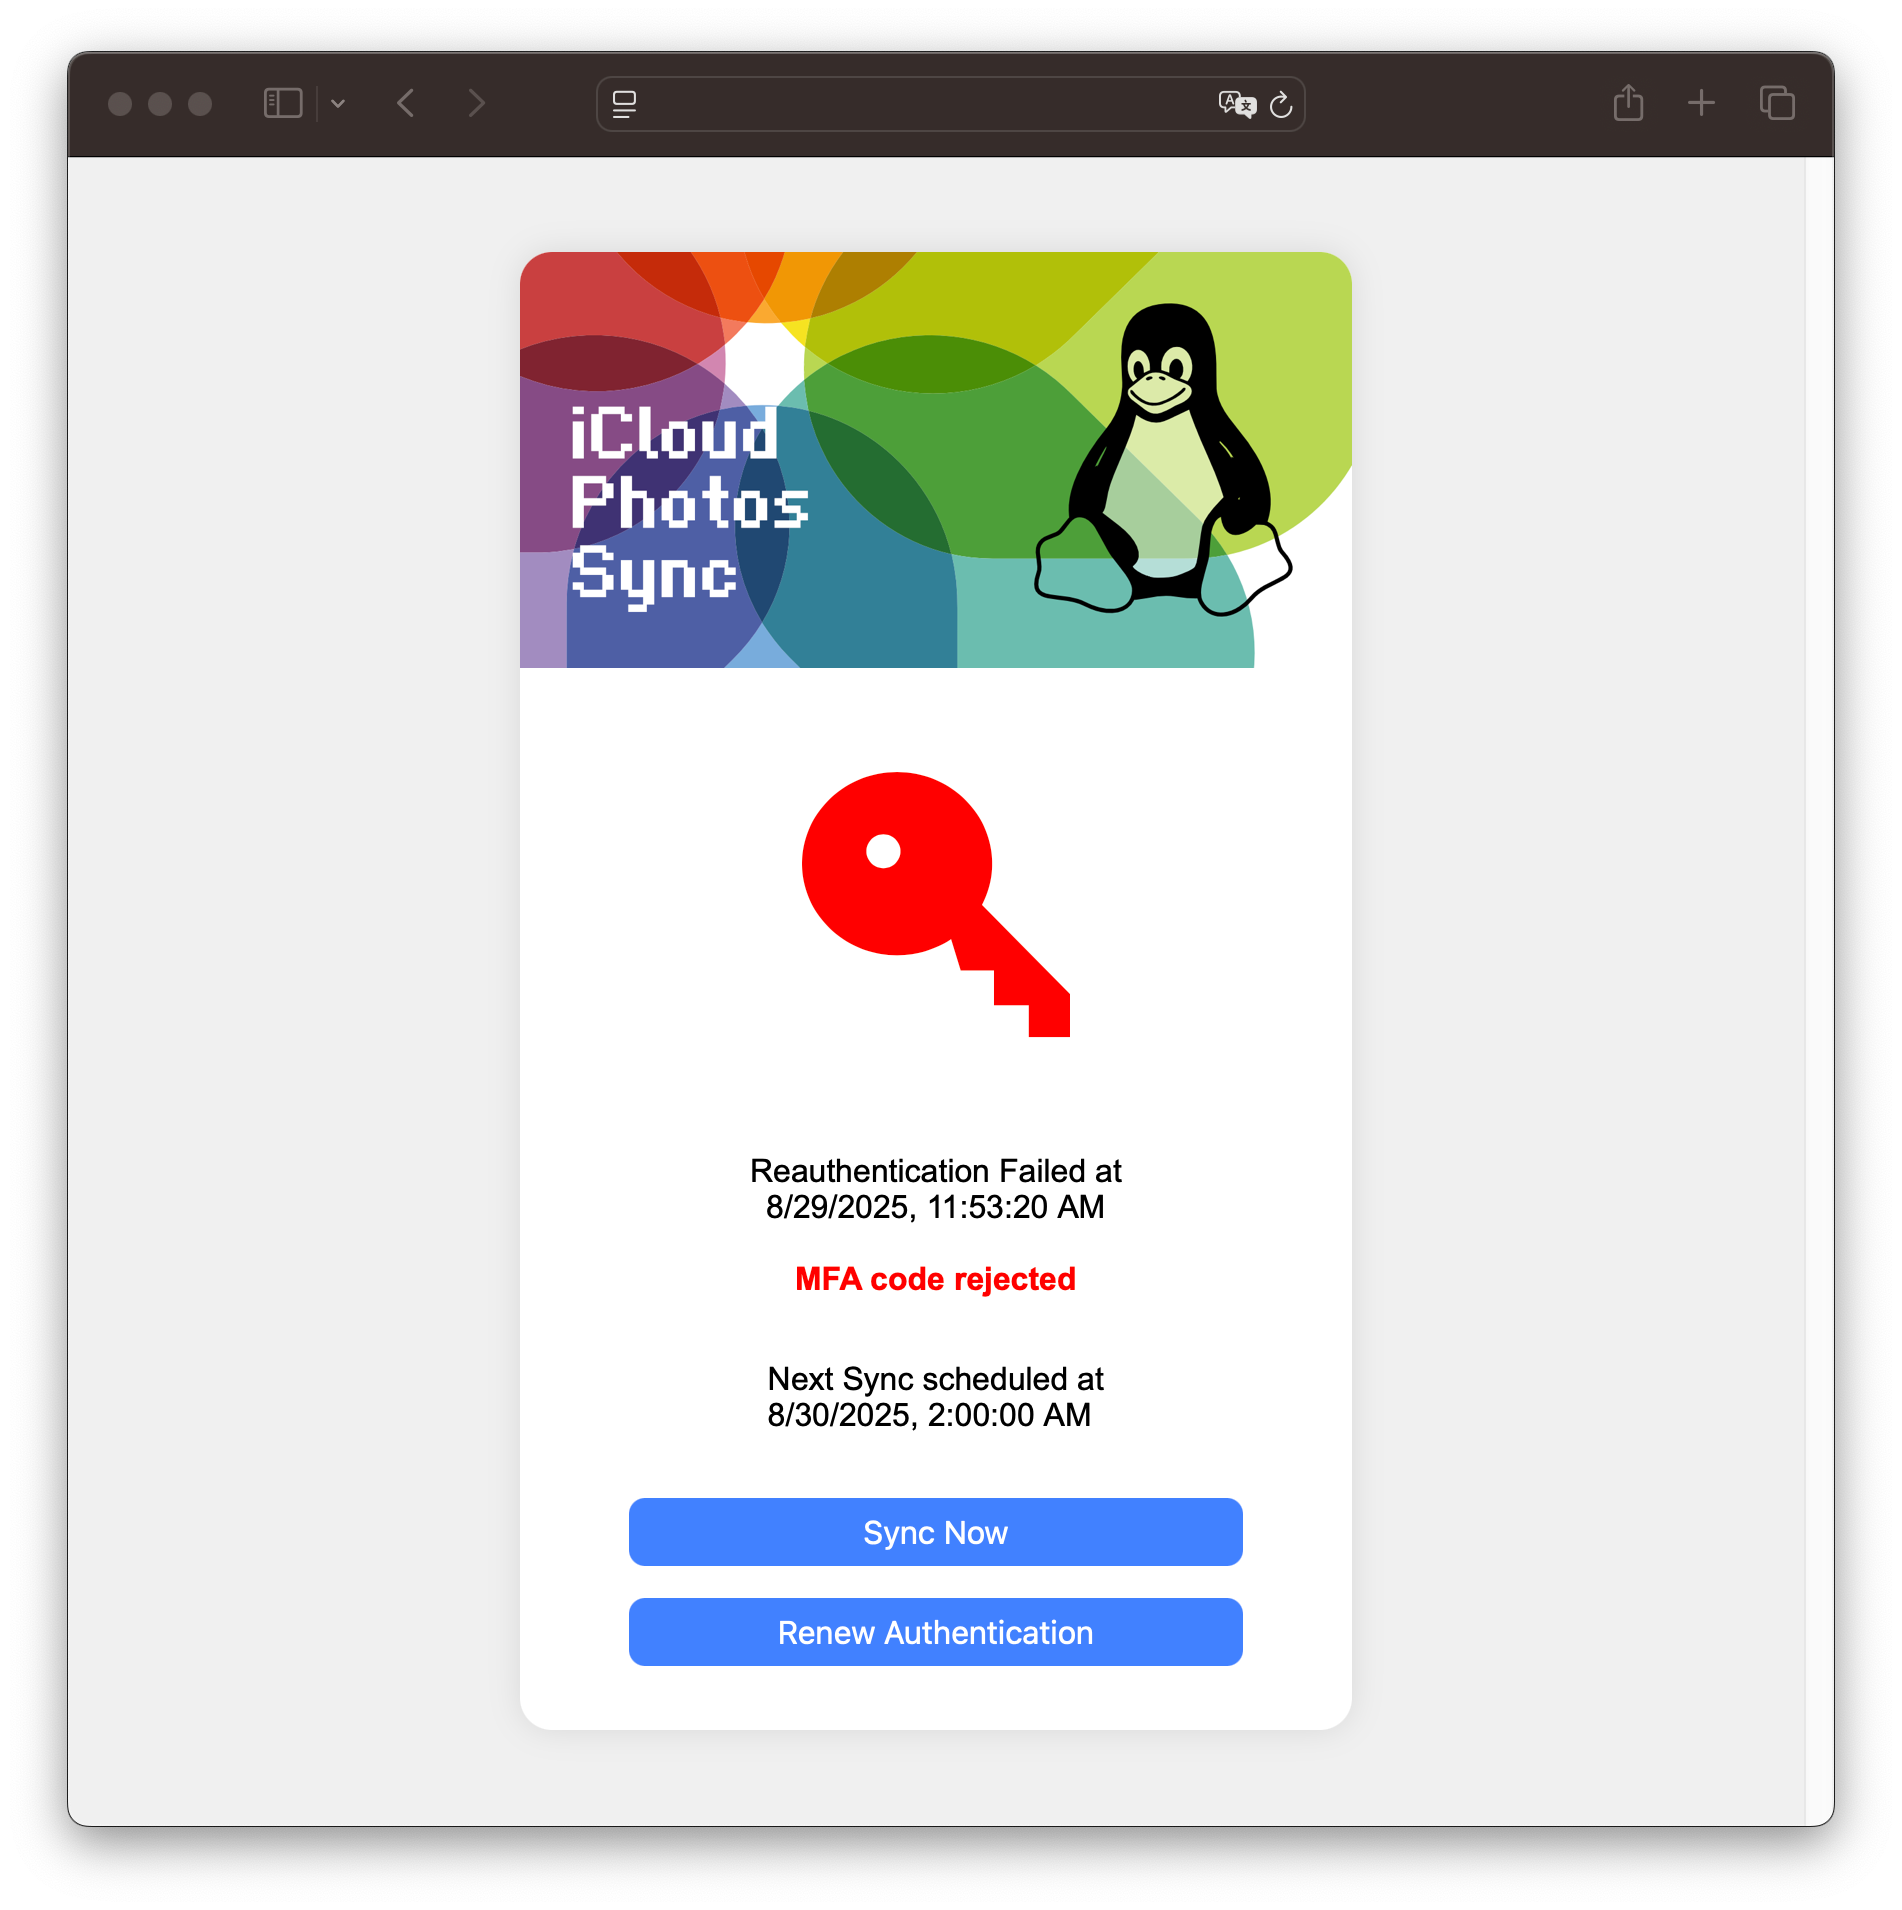 iCloud
Photos
Sync
Reauthentication Failed at
8/29/2025, 11:53:20 AM
MFA code rejected
Next Sync scheduled at
8/30/2025, 2:00:00 AM
Sync Now
Renew Authentication